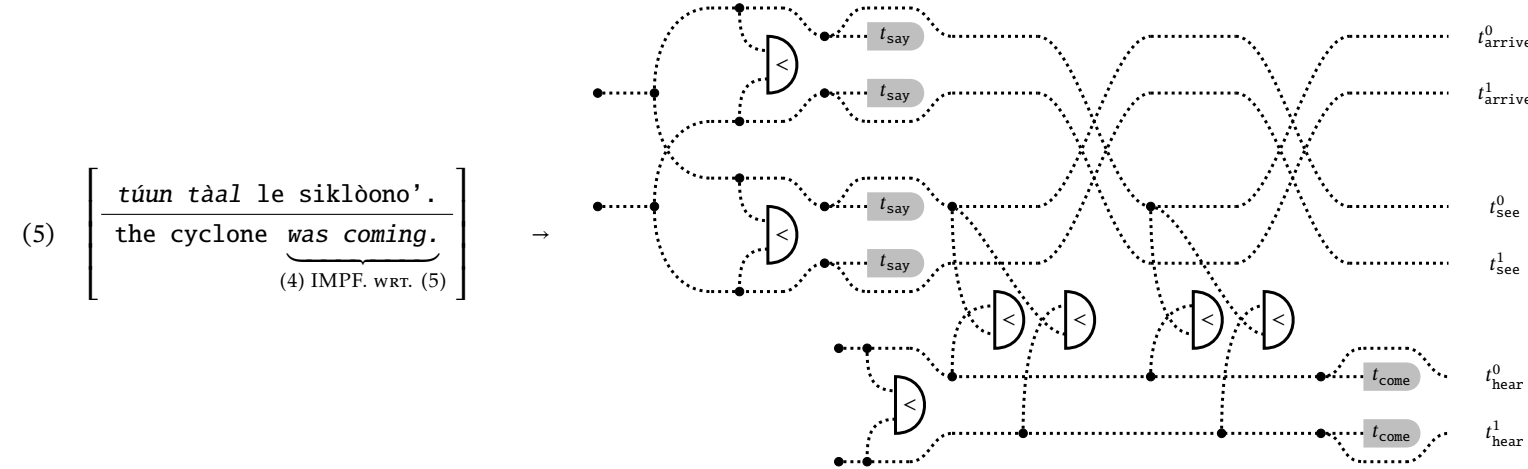 (5)
túun tàal le siklòono'.
the cyclone was coming.
(4) IMPF. WRT. (5)
→
<
t_say
t_say
<
t_say
t_say
< < < <
<
t_come
t_come
t^0_arrive
t^1_arrive
t^0_see
t^1_see
t^0_hear
t^1_hear